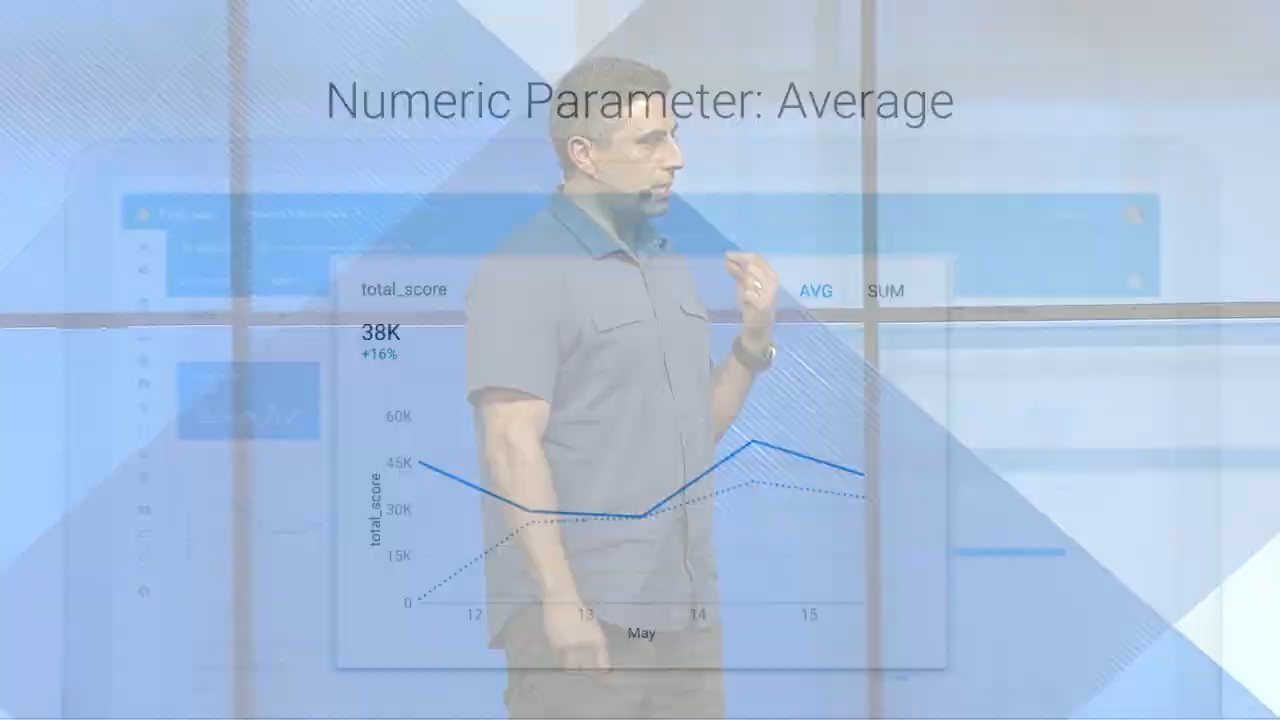 Numeric Parameter: Average
total_score
AVG SUM
38K
+16%
60K
45K
30K
15K
0
total_score
12 13 14 15
May